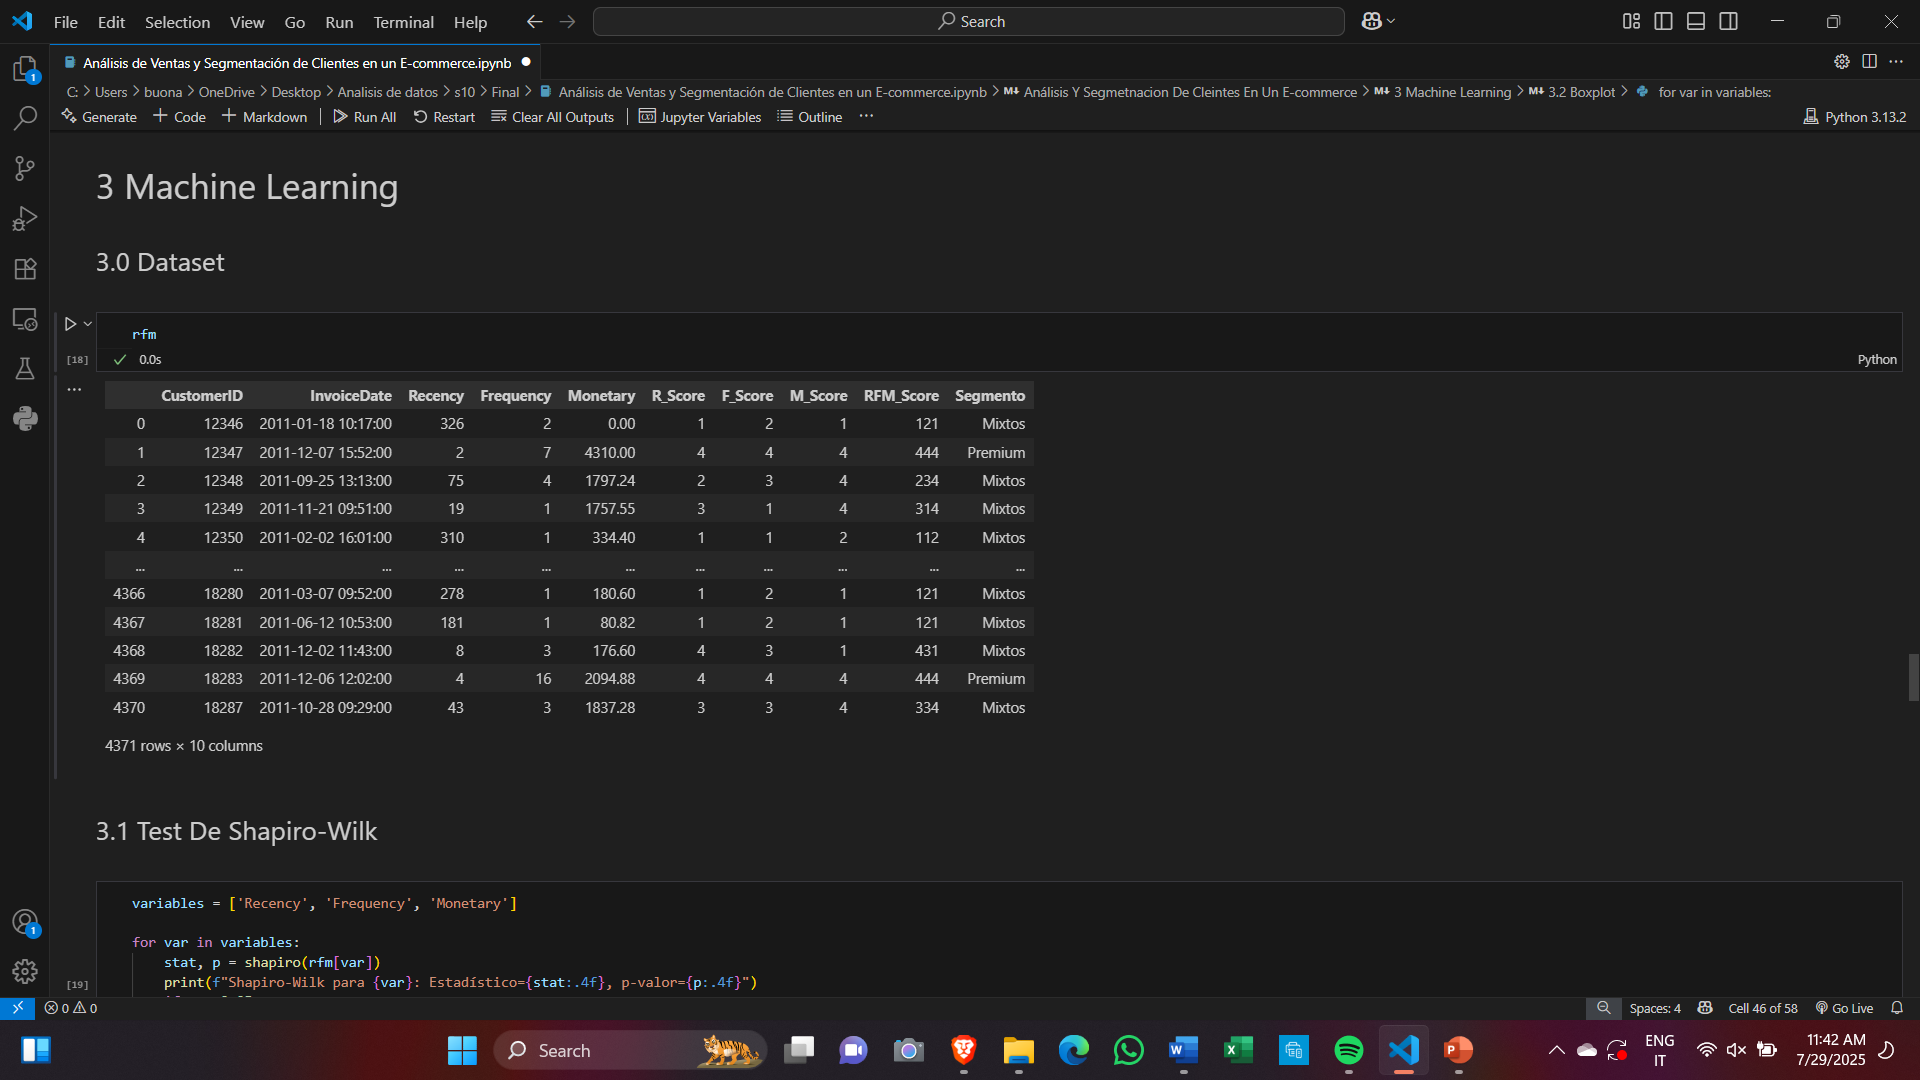 File Edit Selection View Go Run Terminal Help Search
Análisis de Ventas y Segmentación de Clientes en un E-commerce.ipynb
C: > Users > buona > OneDrive > Desktop > Analisis de datos > s10 > Final > Análisis de Ventas y Segmentación de Clientes en un E-commerce.ipynb > Análisis Y Segmetnacion De Cleintes En Un E-commerce > 3 Machine Learning > 3.2 Boxplot > for var in variables:
Generate + Code + Markdown | Run All Restart Clear All Outputs | Jupyter Variables Outline ... Python 3.13.2
3 Machine Learning
3.0 Dataset
rfm
[18] 0.0s Python
CustomerID InvoiceDate Recency Frequency Monetary R_Score F_Score M_Score RFM_Score Segmento
0 12346 2011-01-18 10:17:00 326 2 0.00 1 2 1 121 Mixtos
1 12347 2011-12-07 15:52:00 2 7 4310.00 4 4 4 444 Premium
2 12348 2011-09-25 13:13:00 75 4 1797.24 2 3 4 234 Mixtos
3 12349 2011-11-21 09:51:00 19 1 1757.55 3 1 4 314 Mixtos
4 12350 2011-02-02 16:01:00 310 1 334.40 1 1 2 112 Mixtos
... ... ... ... ... ... ... ... ... ... ...
4366 18280 2011-03-07 09:52:00 278 1 180.60 1 2 1 121 Mixtos
4367 18281 2011-06-12 10:53:00 181 1 80.82 1 2 1 121 Mixtos
4368 18282 2011-12-02 11:43:00 8 3 176.60 4 3 1 431 Mixtos
4369 18283 2011-12-06 12:02:00 4 16 2094.88 4 4 4 444 Premium
4370 18287 2011-10-28 09:29:00 43 3 1837.28 3 3 4 334 Mixtos
4371 rows × 10 columns
3.1 Test De Shapiro-Wilk
variables = ['Recency', 'Frequency', 'Monetary']
for var in variables:
stat, p = shapiro(rfm[var])
print(f"Shapiro-Wilk para {var}: Estadístico={stat:.4f}, p-valor={p:.4f}")
[19]
0 0 Spaces: 4 Cell 46 of 58 Go Live
Search ENG 11:42 AM
IT 7/29/2025